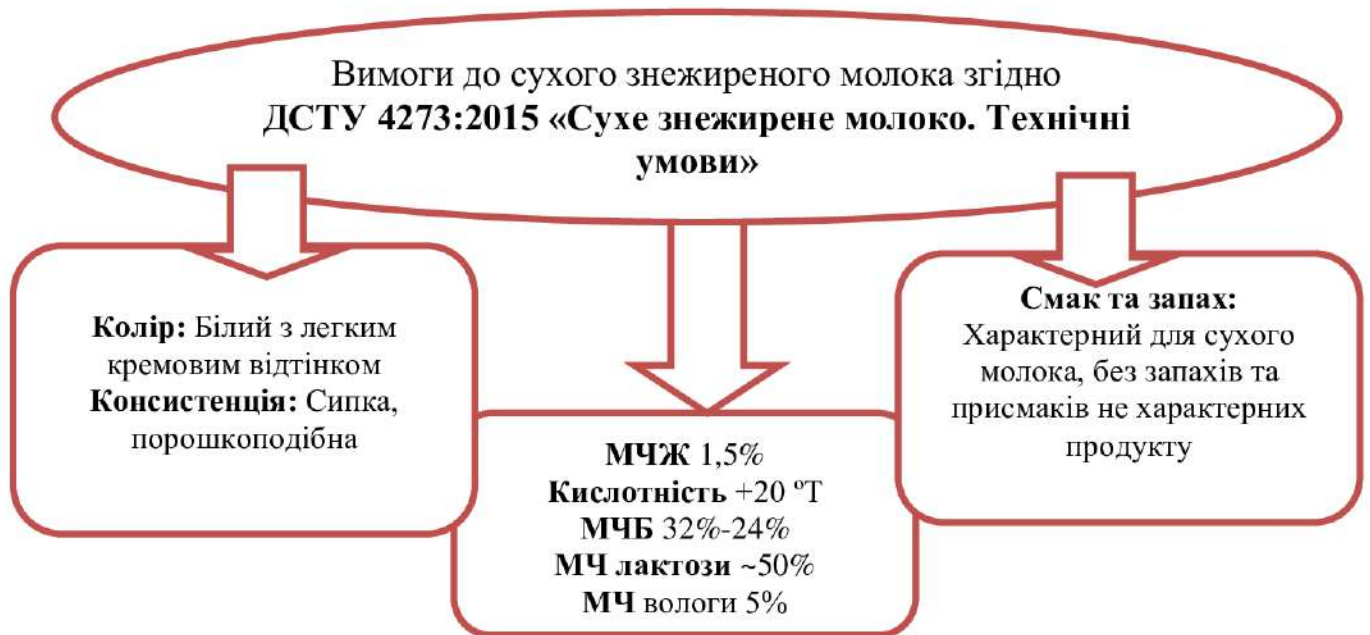 Вимоги до сухого знежиреного молока згідно
ДСТУ 4273:2015 «Сухе знежирене молоко. Технічні
умови»
Колір: Білий з легким
кремовим відтінком
Консистенція: Сипка,
порошкоподібна
МЧЖ 1,5%
Кислотність +20 ºТ
МЧБ 32%-24%
МЧ лактози ~50%
МЧ вологи 5%
Смак та запах:
Характерний для сухого
молока, без запахів та
присмаків не характерних
продукту